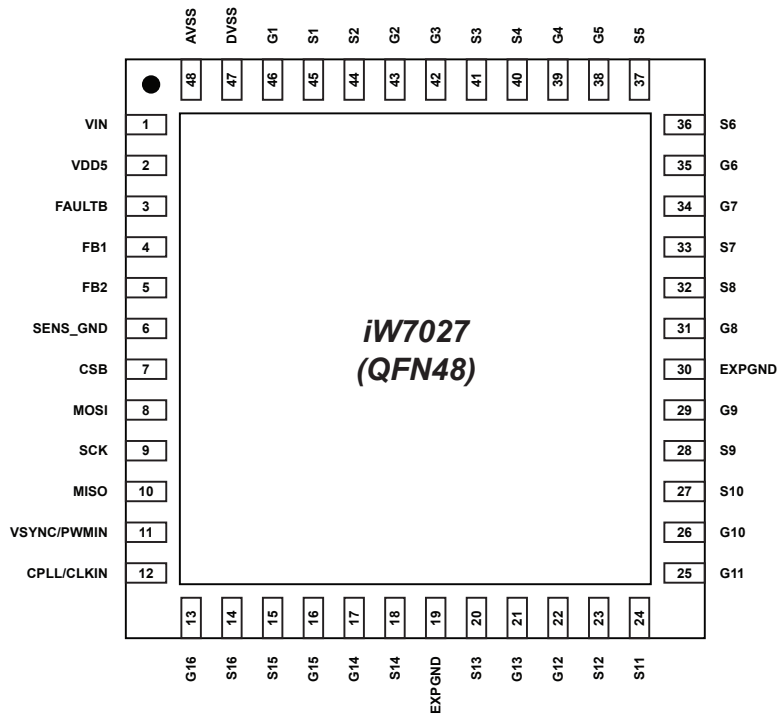 AVSS DVSS G1 S1 S2 G2 G3 S3 S4 G4 G5 S5
48 47 46 45 44 43 42 41 40 39 38 37
VIN 1 36 S6
VDD5 2 35 G6
FAULTB 3 34 G7
FB1 4 33 S7
FB2 5 32 S8
SENS_GND 6 31 G8
iW7027
(QFN48)
CSB 7 30 EXPGND
MOSI 8 29 G9
SCK 9 28 S9
MISO 10 27 S10
VSYNC/PWMIN 11 26 G10
CPLL/CLKIN 12 25 G11
13 14 15 16 17 18 19 20 21 22 23 24
G16 S16 S15 G15 G14 S14 EXPGND S13 G13 G12 S12 S11